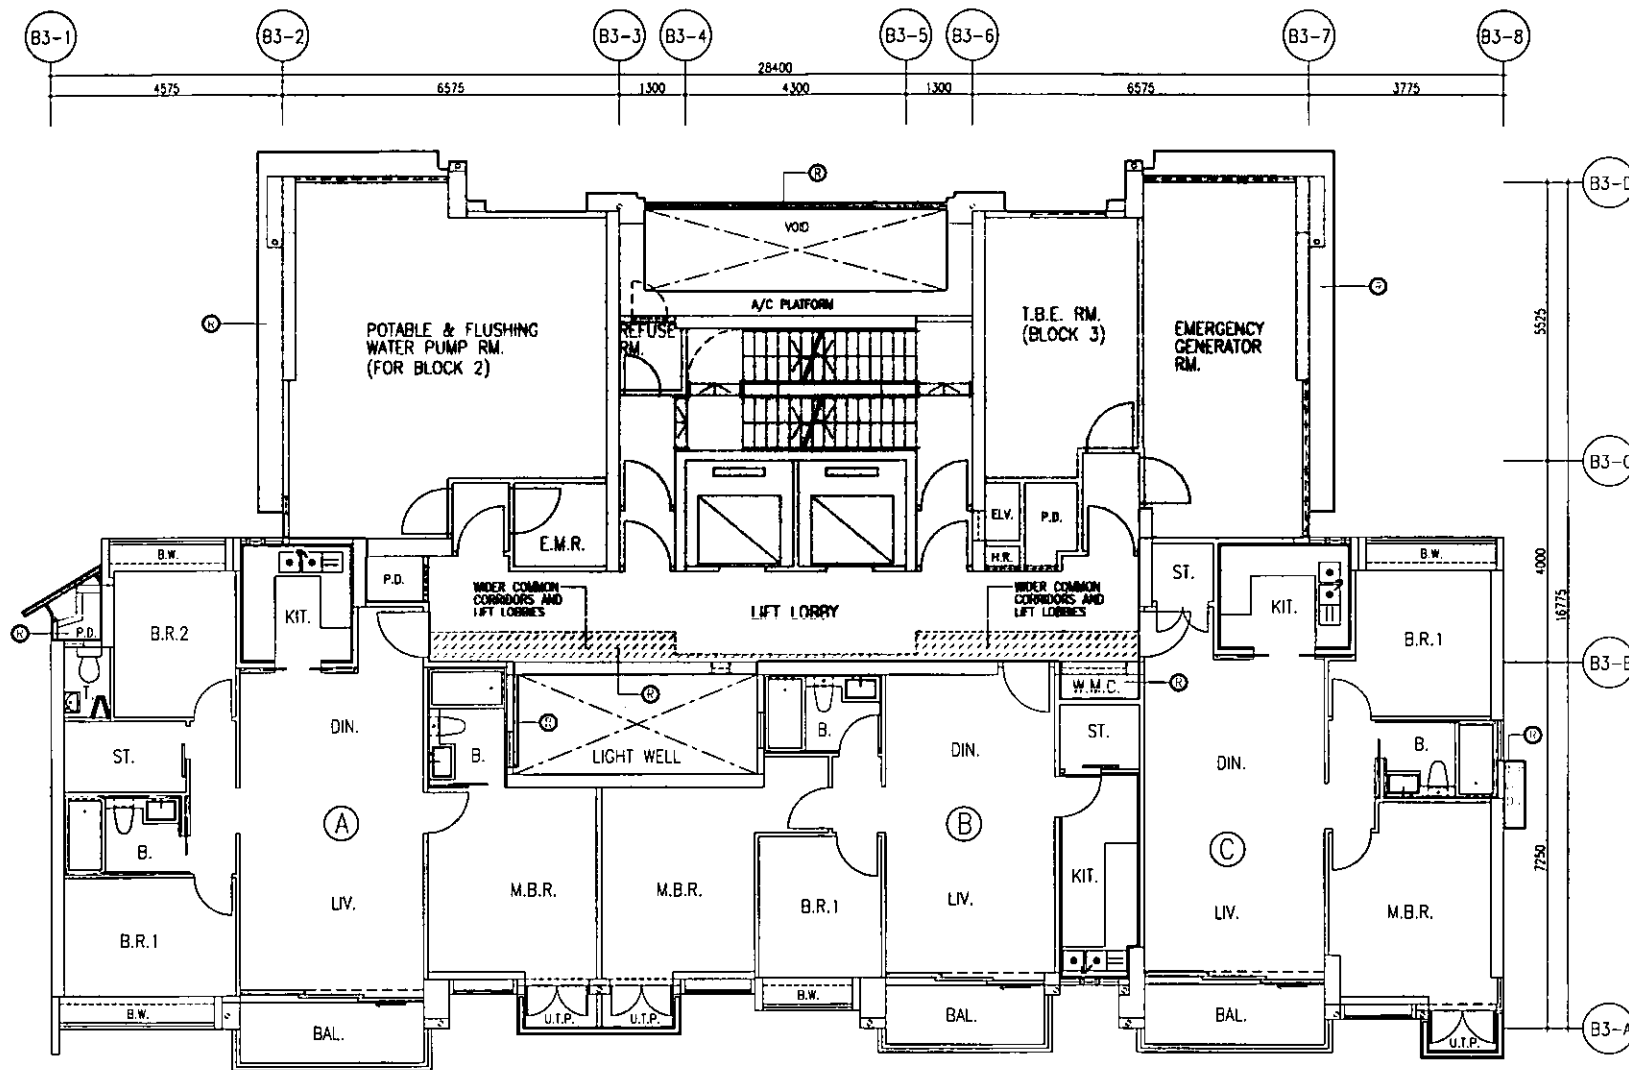 B3-1 B3-2 B3-3 B3-4 B3-5 B3-6 B3-7 B3-8
28400
4575 6575 1300 4300 1300 6575 3775
R
B3-D
VOID
R
A/C PLATFORM
R
POTABLE & FLUSHING
WATER PUMP RM.
(FOR BLOCK 2)
REFUSE
RM.
T.B.E. RM.
(BLOCK 3)
EMERGENCY
GENERATOR
RM.
5525
B3-C
ELV.
P.D.
E.M.R.
H.R.
B.W.
B.W.
P.D.
ST.
4000
WIDER COMMON
CORRIDORS AND
LIFT LOBBIES
LIFT LOBBY
WIDER COMMON
CORRIDORS AND
LIFT LOBBIES
16775
KIT.
KIT.
R
P.D.
B.R.2
B.R.1
B3-B
T.
R
W.M.C.
R
DIN.
R
B.
ST.
R
ST.
B.
LIGHT WELL
DIN.
DIN.
B.
A
B
C
B.
7250
KIT.
LIV.
M.B.R.
M.B.R.
B.R.1
LIV.
LIV.
M.B.R.
B.R.1
B.W.
B.W.
U.T.P.
U.T.P.
BAL.
BAL.
BAL.
U.T.P.
B3-A